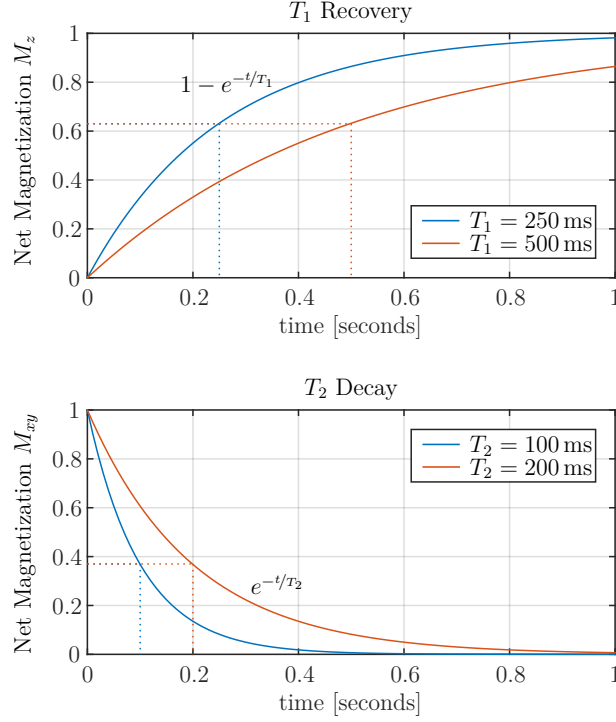 T₁ Recovery
Net Magnetization M_z
1
0.8
0.6
0.4
0.2
0
1 − e^{−t/T₁}
T₁ = 250 ms
T₁ = 500 ms
0 0.2 0.4 0.6 0.8 1
time [seconds]
T₂ Decay
Net Magnetization M_{xy}
1
0.8
0.6
0.4
0.2
0
T₂ = 100 ms
T₂ = 200 ms
e^{−t/T₂}
0 0.2 0.4 0.6 0.8 1
time [seconds]